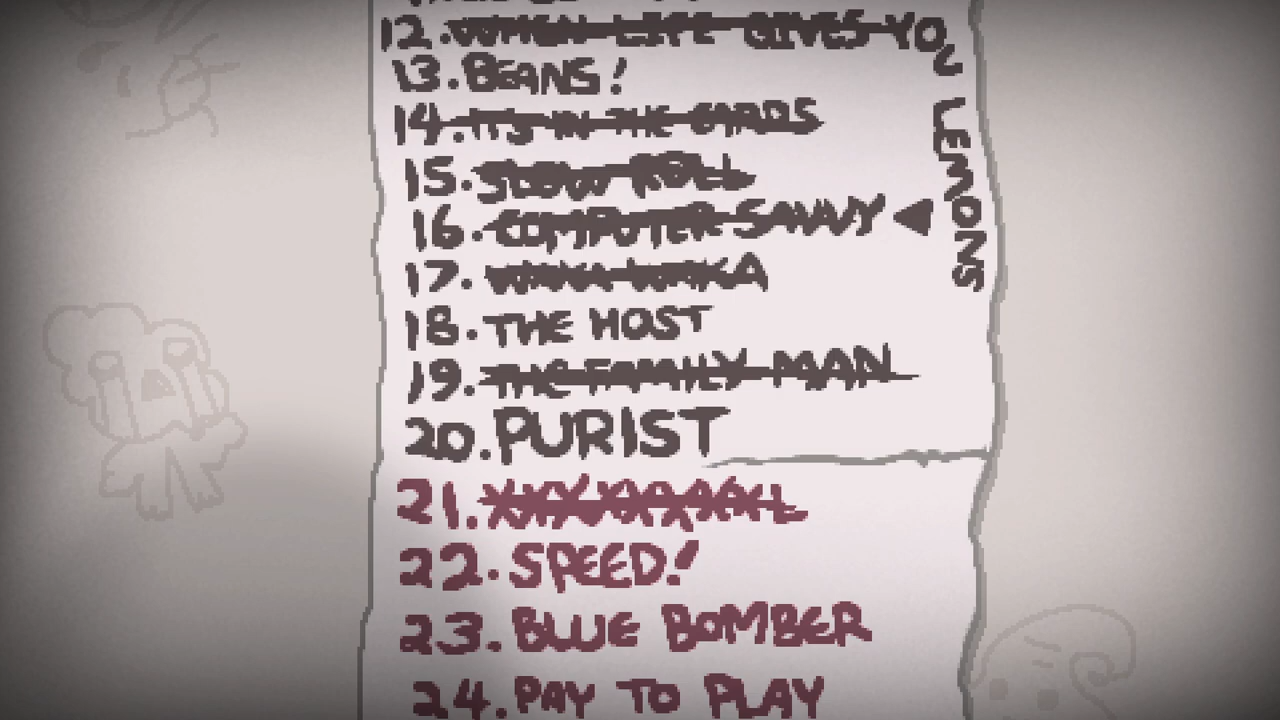 12. WHEN LIFE GIVES YOU LEMONS
13. BEANS!
14. IT'S IN THE CARDS
15. SLOW ROLL
16. COMPUTER SAVVY
17. WAKA WAKA
18. THE HOST
19. THE FAMILY MAN
20. PURIST
21.
22. SPEED!
23. BLUE BOMBER
24. PAY TO PLAY